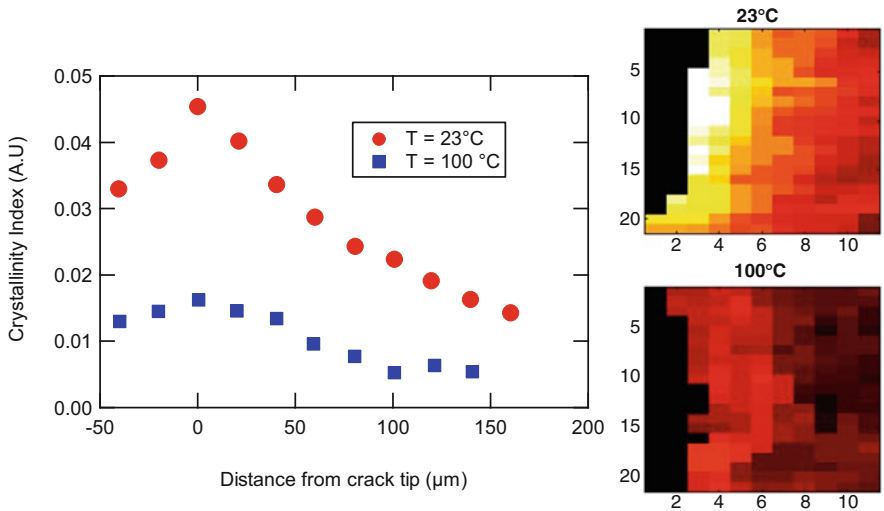 0.05
0.04
0.03
0.02
0.01
0.00
-50 0 50 100 150 200
Crystallinity Index (A.U)
Distance from crack tip (µm)
T = 23°C
T = 100 °C
23°C
5
10
15
20
2 4 6 8 10
100°C
5
10
15
20
2 4 6 8 10